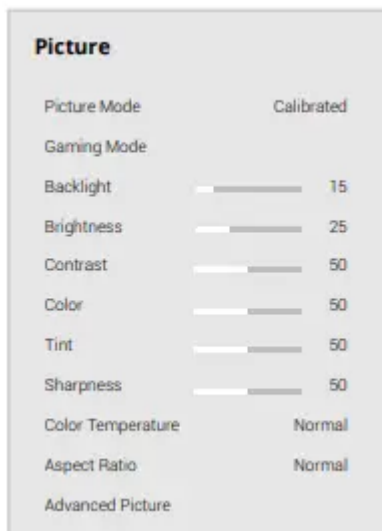 Picture
Picture Mode Calibrated
Gaming Mode
Backlight 15
Brightness 25
Contrast 50
Color 50
Tint 50
Sharpness 50
Color Temperature Normal
Aspect Ratio Normal
Advanced Picture